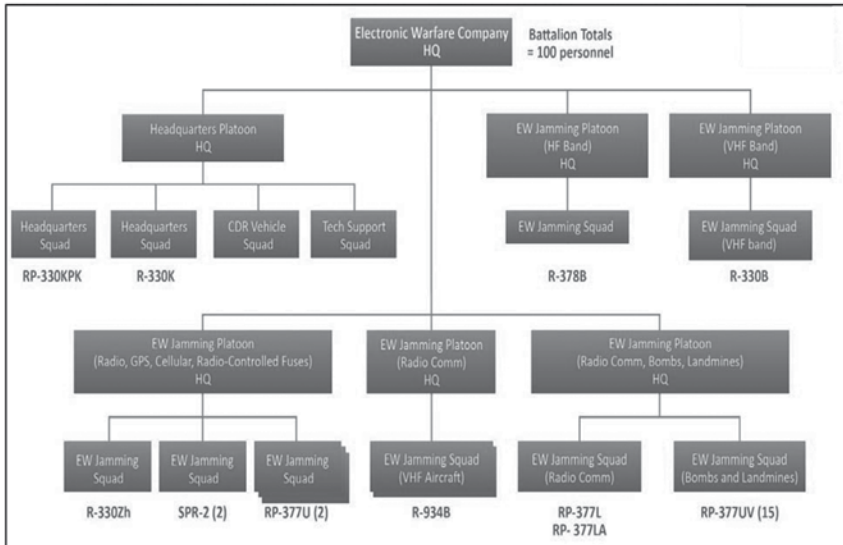 Electronic Warfare Company
HQ
Battalion Totals
= 100 personnel
Headquarters Platoon
HQ
EW Jamming Platoon
(HF Band)
HQ
EW Jamming Platoon
(VHF Band)
HQ
Headquarters
Squad
Headquarters
Squad
CDR Vehicle
Squad
Tech Support
Squad
EW Jamming Squad
EW Jamming Squad
(VHF band)
RP-330KPK
R-330K
R-378B
R-330B
EW Jamming Platoon
(Radio, GPS, Cellular, Radio-Controlled Fuses)
HQ
EW Jamming Platoon
(Radio Comm)
HQ
EW Jamming Platoon
(Radio Comm, Bombs, Landmines)
HQ
EW Jamming
Squad
EW Jamming
Squad
EW Jamming
Squad
EW Jamming Squad
(VHF Aircraft)
EW Jamming Squad
(Radio Comm)
EW Jamming Squad
(Bombs and Landmines)
R-330Zh
SPR-2 (2)
RP-377U (2)
R-934B
RP-377L
RP- 377LA
RP-377UV (15)